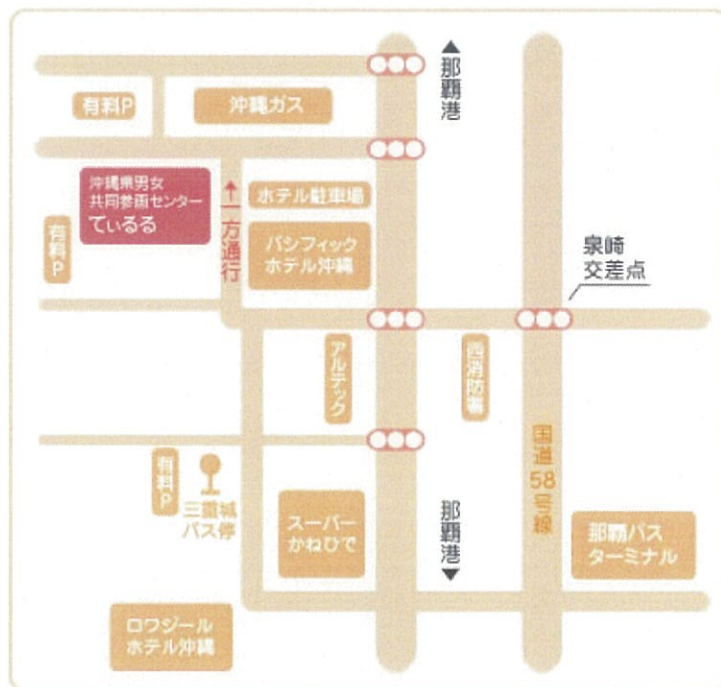 ▲那覇港
有料P
沖縄ガス
沖縄県男女
共同参画センター
てぃるる
↑一方通行
ホテル駐車場
パシフィック
ホテル沖縄
有料P
泉崎
交差点
アルテック
西消防署
国道58号線
有料P
三重城
バス停
スーパー
かねひで
那覇港▼
那覇バス
ターミナル
ロワジール
ホテル沖縄